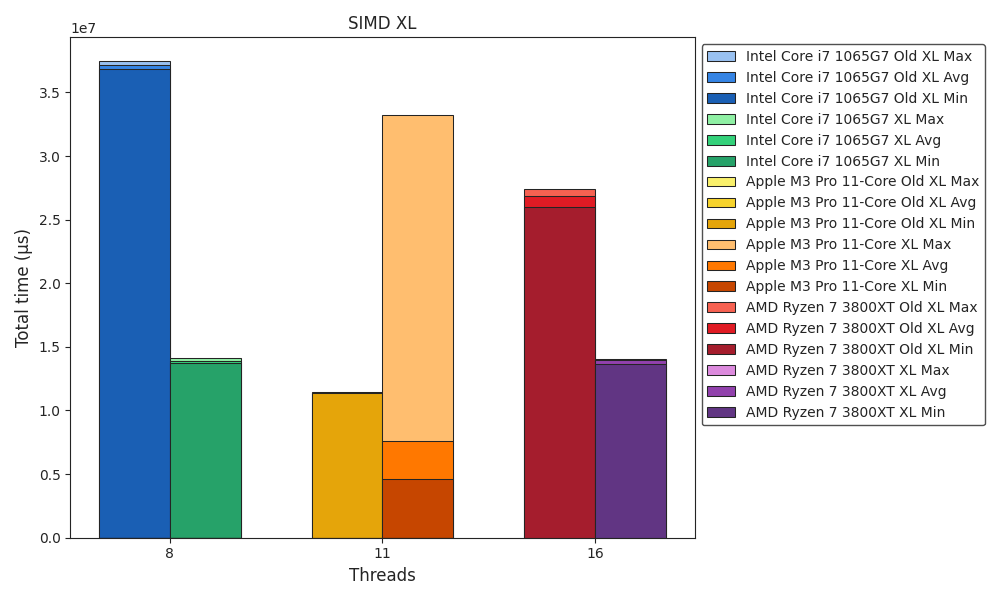 SIMD XL
1e7
Total time (µs)
3.5
3.0
2.5
2.0
1.5
1.0
0.5
0.0
8
11
16
Threads
Intel Core i7 1065G7 Old XL Max
Intel Core i7 1065G7 Old XL Avg
Intel Core i7 1065G7 Old XL Min
Intel Core i7 1065G7 XL Max
Intel Core i7 1065G7 XL Avg
Intel Core i7 1065G7 XL Min
Apple M3 Pro 11-Core Old XL Max
Apple M3 Pro 11-Core Old XL Avg
Apple M3 Pro 11-Core Old XL Min
Apple M3 Pro 11-Core XL Max
Apple M3 Pro 11-Core XL Avg
Apple M3 Pro 11-Core XL Min
AMD Ryzen 7 3800XT Old XL Max
AMD Ryzen 7 3800XT Old XL Avg
AMD Ryzen 7 3800XT Old XL Min
AMD Ryzen 7 3800XT XL Max
AMD Ryzen 7 3800XT XL Avg
AMD Ryzen 7 3800XT XL Min